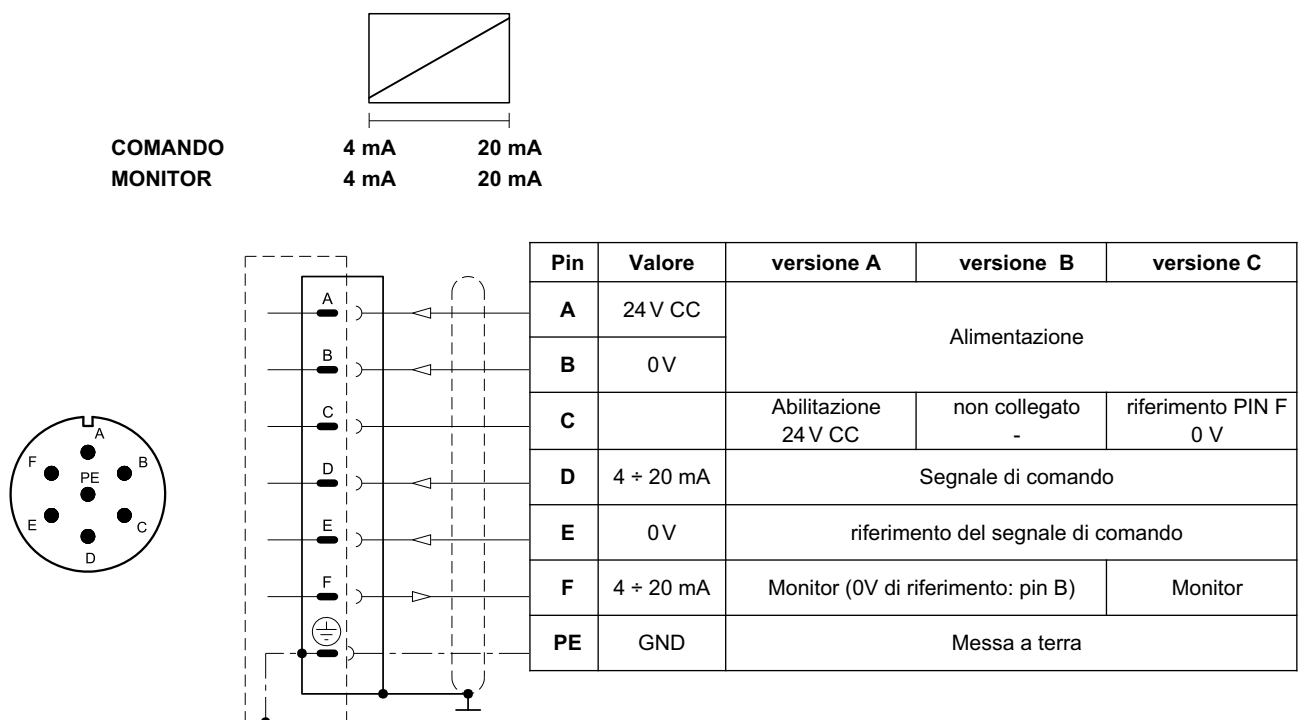 COMANDO 4 mA 20 mA
MONITOR 4 mA 20 mA
Pin Valore versione A versione B versione C
A 24 V CC Alimentazione
B 0 V
C Abilitazione 24 V CC non collegato - riferimento PIN F 0 V
D 4 ÷ 20 mA Segnale di comando
E 0 V riferimento del segnale di comando
F 4 ÷ 20 mA Monitor (0V di riferimento: pin B) Monitor
PE GND Messa a terra
A
B
C
D
E
F
A
F B
PE
E C
D